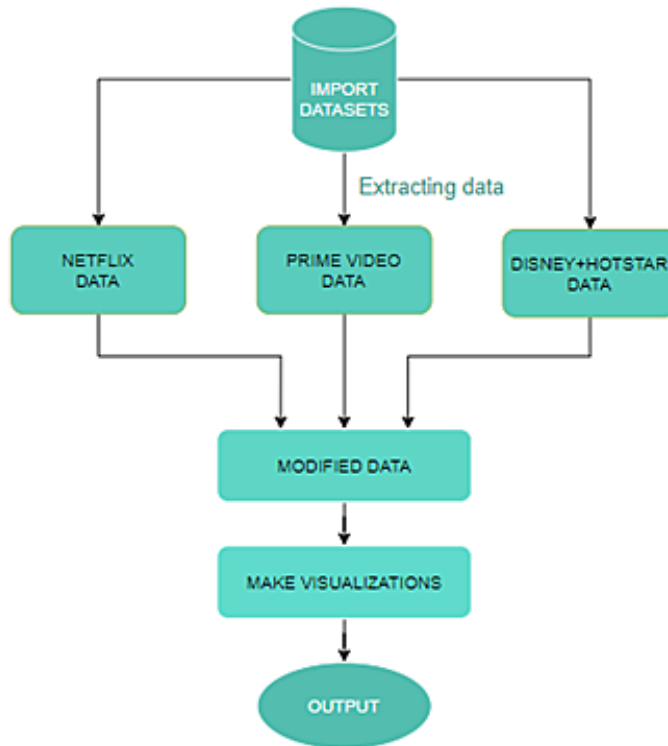 IMPORT
DATASETS
Extracting data
NETFLIX
DATA
PRIME VIDEO
DATA
DISNEY+HOTSTAR
DATA
MODIFIED DATA
MAKE VISUALIZATIONS
OUTPUT